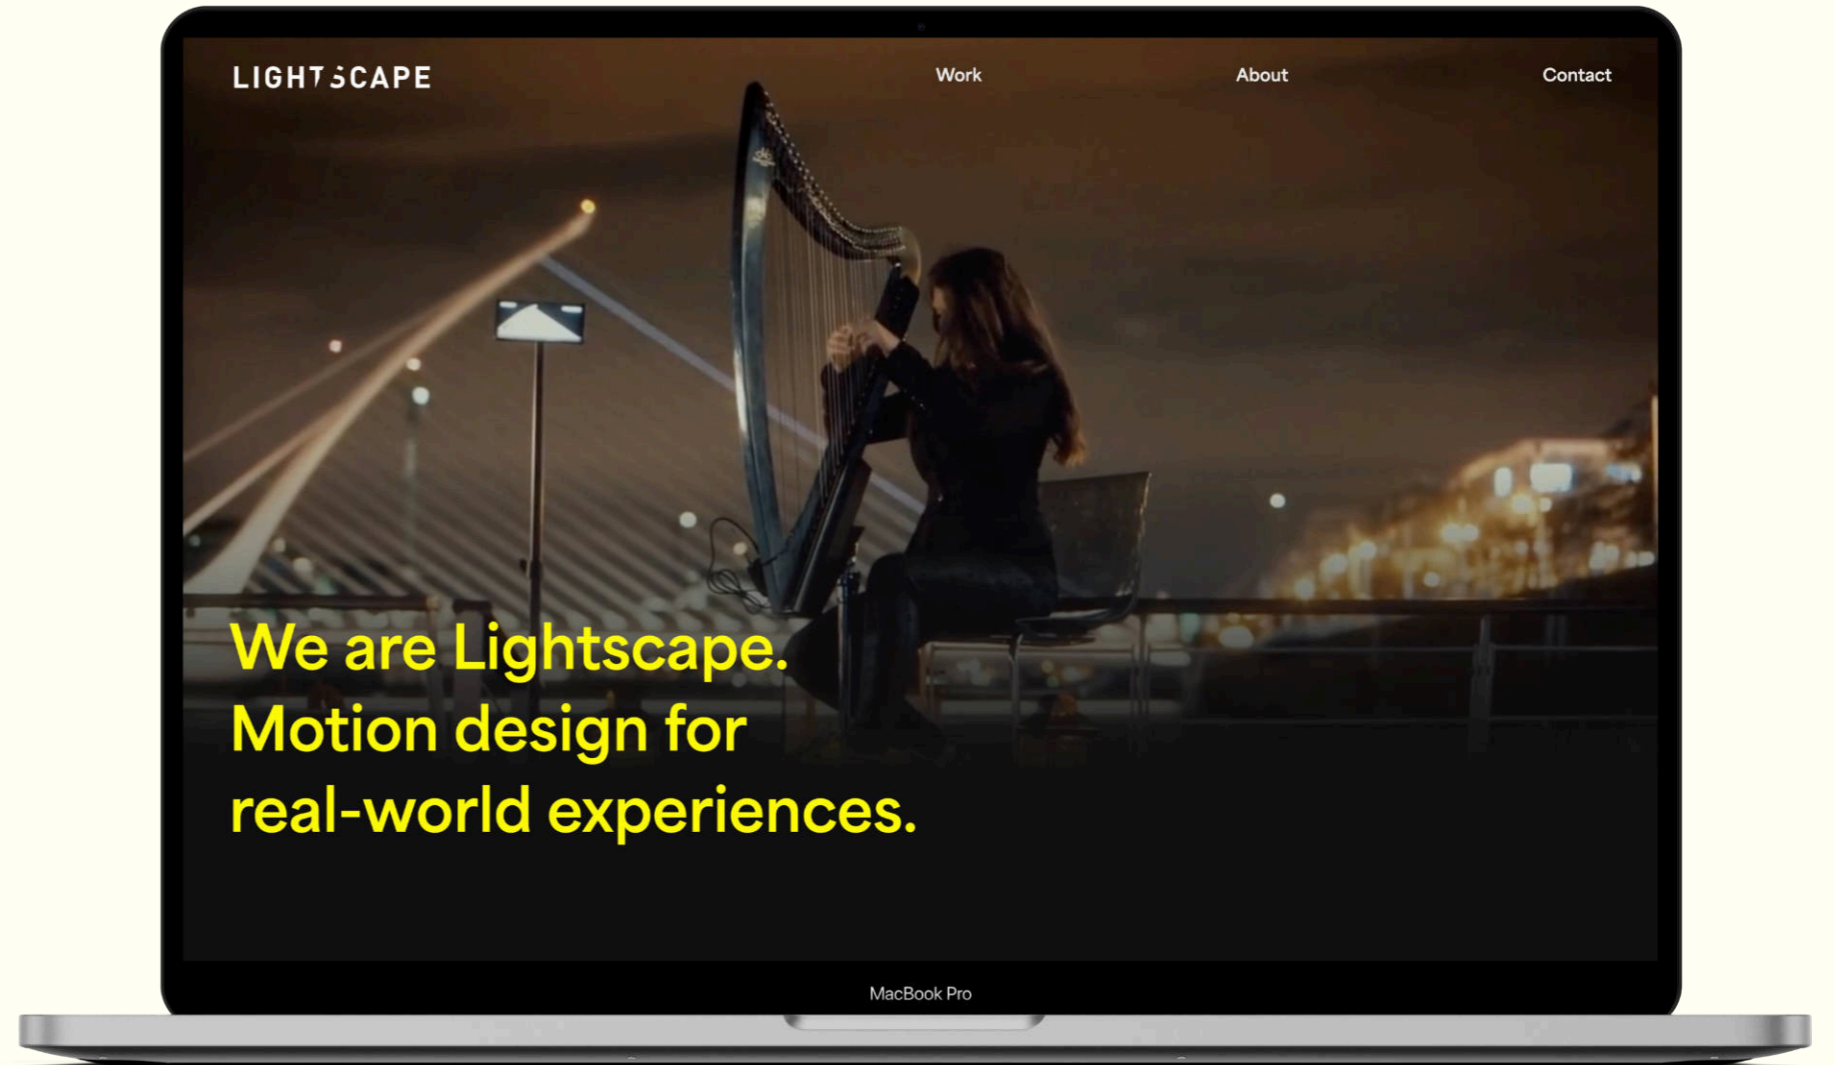 LIGHTSCAPE
Work
About
Contact
We are Lightscape.
Motion design for
real-world experiences.
MacBook Pro